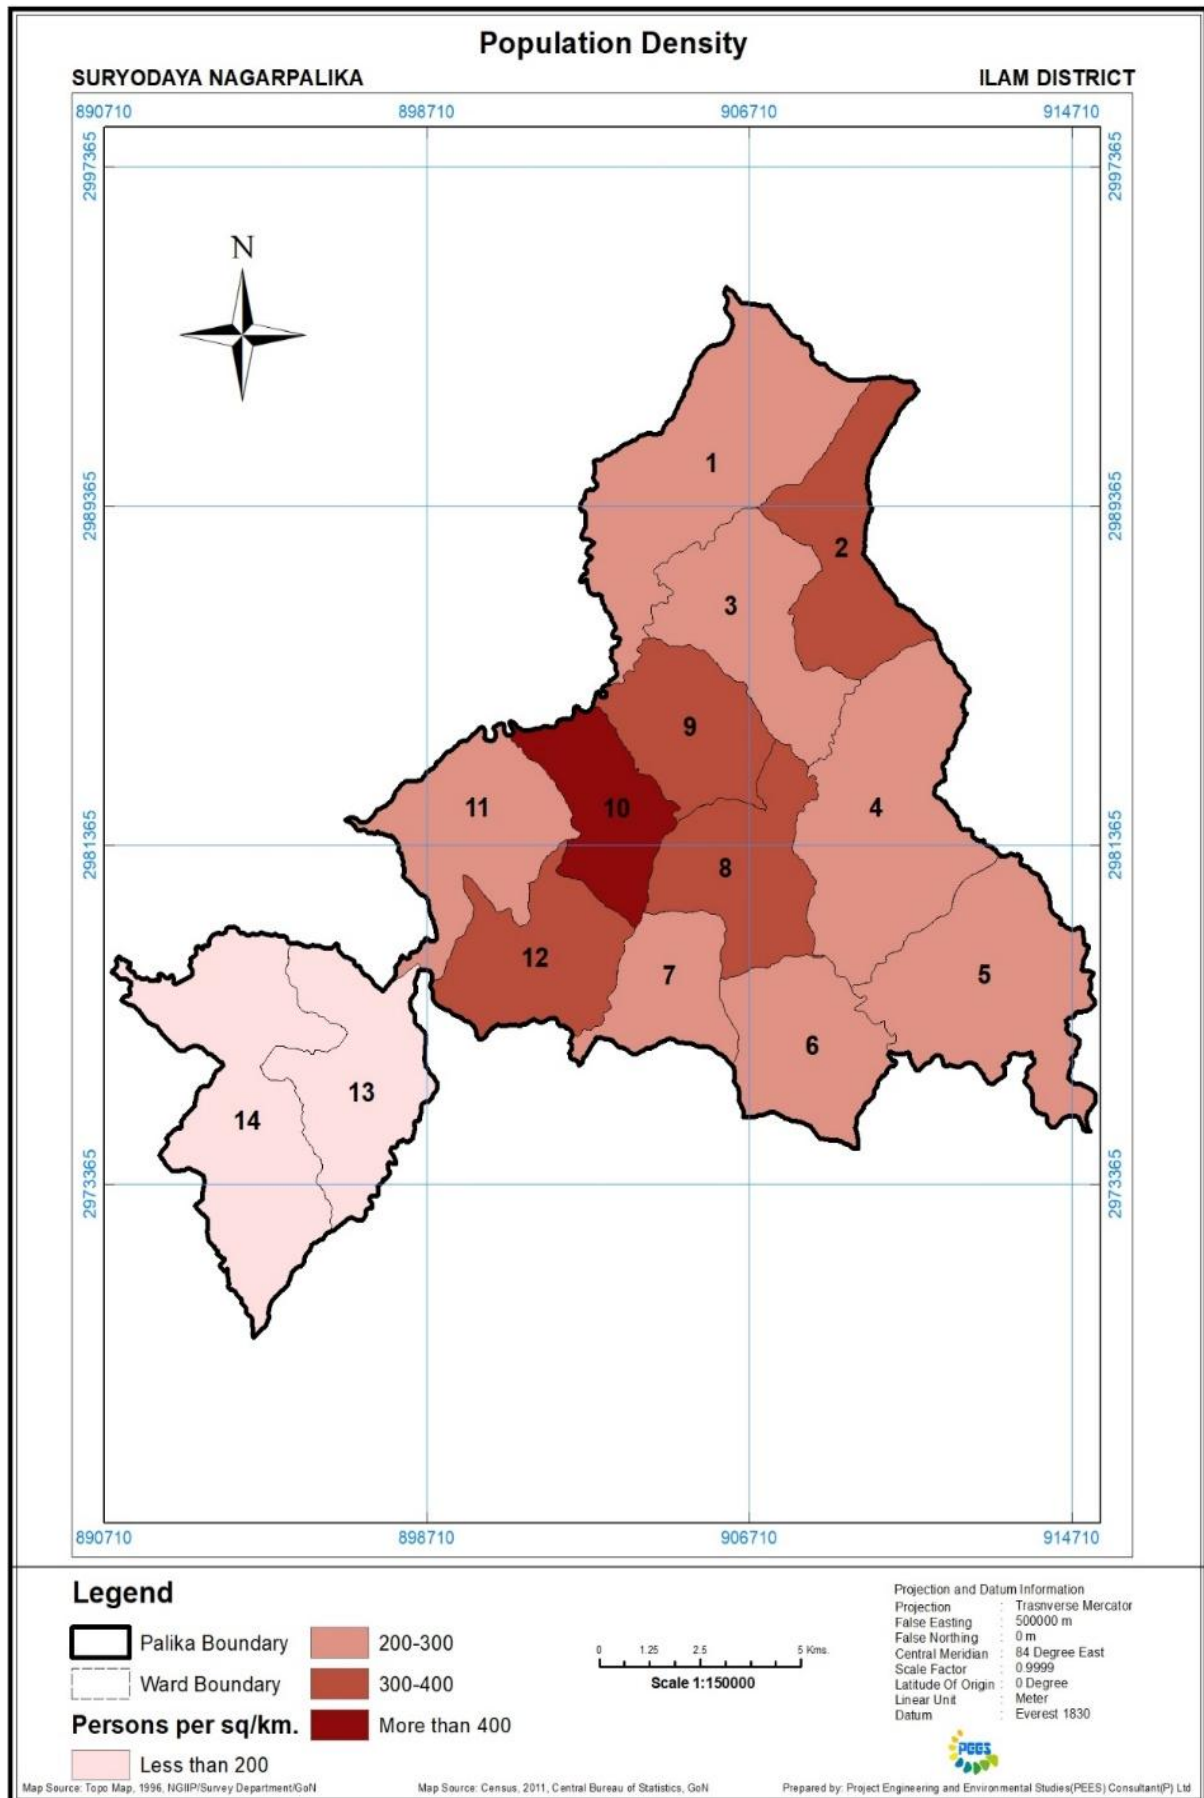 Population Density
SURYODAYA NAGARPALIKA ILAM DISTRICT
890710 898710 906710 914710
2997365 2997365
N
1
2989365 2989365
2
3
9
11 10 4
2981365 2981365
8
12 7 5
6
13
14
2973365 2973365
890710 898710 906710 914710
Legend
Palika Boundary
Ward Boundary
Persons per sq/km.
Less than 200
200-300
300-400
More than 400
0 1.25 2.5 5 Kms.
Scale 1:150000
Projection and Datum Information
Projection : Trasnverse Mercator
False Easting : 500000 m
False Northing : 0 m
Central Meridian : 84 Degree East
Scale Factor : 0.9999
Latitude Of Origin : 0 Degree
Linear Unit : Meter
Datum : Everest 1830
PEES
Map Source: Topo Map, 1996, NGIIP/Survey Department/GoN Map Source: Census, 2011, Central Bureau of Statistics, GoN Prepared by: Project Engineering and Environmental Studies(PEES) Consultant(P) Ltd